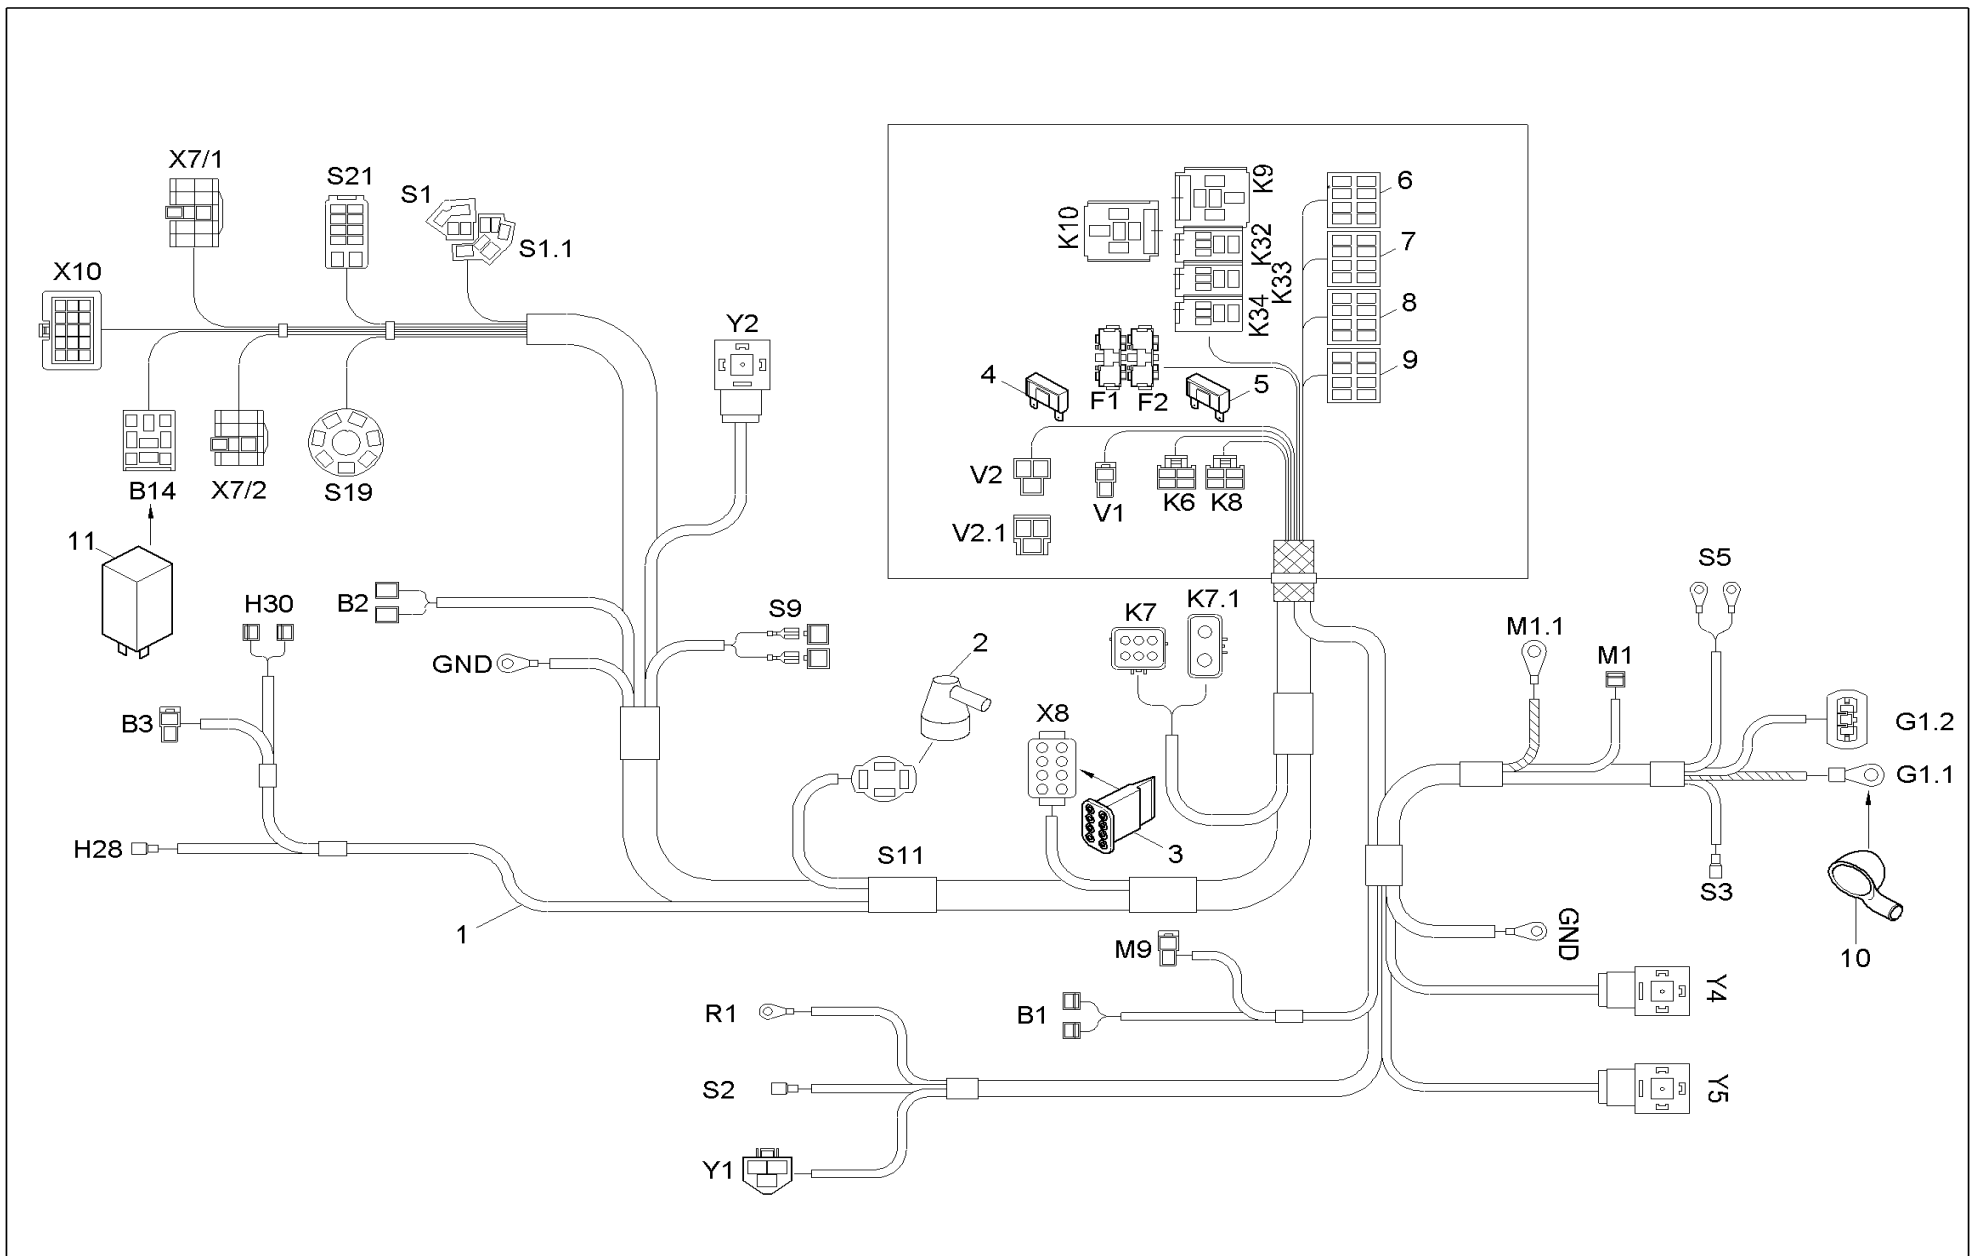 X7/1
S21
S1
S1.1
X10
Y2
B14
X7/2
S19
11
K9
K10
K32
K33
K34
6
7
8
9
4
F1
F2
5
V2
V1
K6
K8
V2.1
H30
B2
GND
S9
2
K7
K7.1
S5
M1.1
M1
B3
X8
G1.2
G1.1
H28
S11
3
S3
1
M9
GND
10
R1
B1
Y4
S2
Y5
Y1